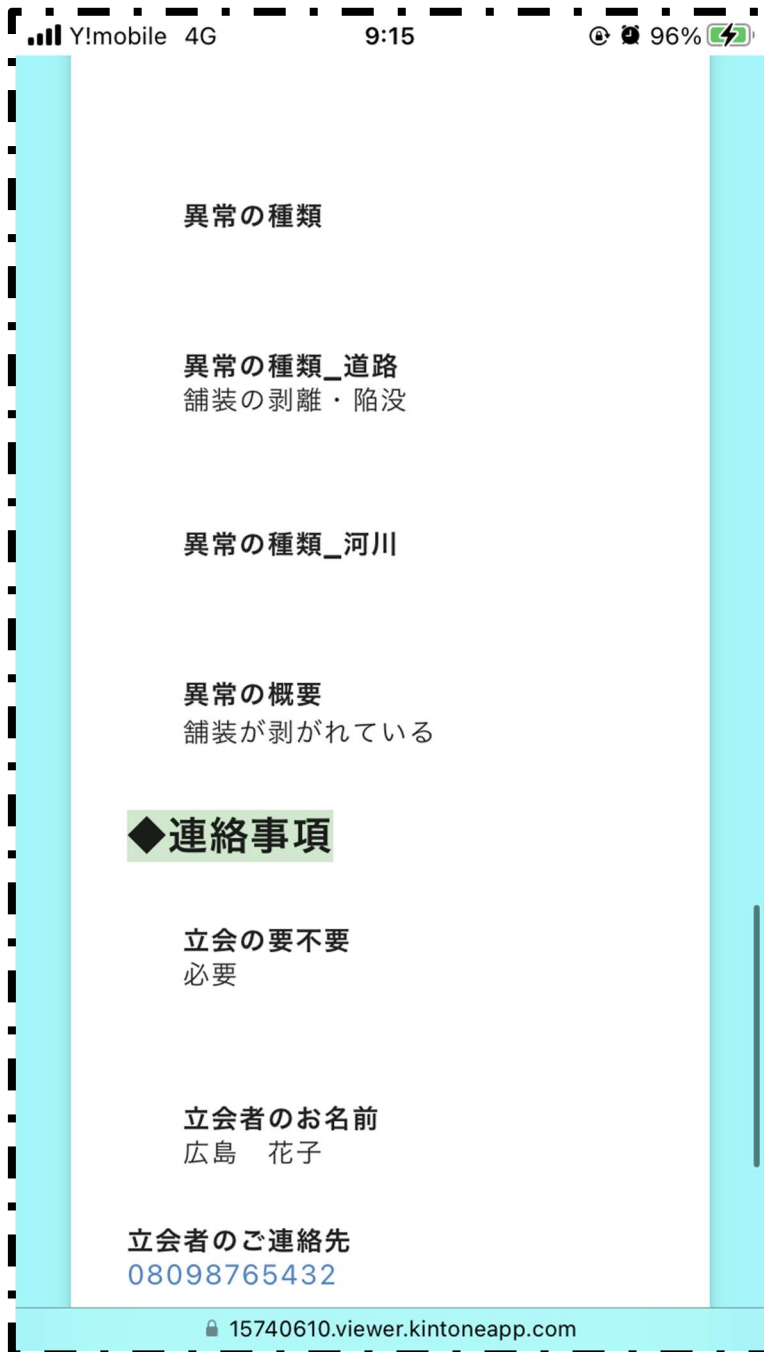 Y!mobile 4G 9:15 96%
異常の種類
異常の種類_道路
舗装の剥離・陥没
異常の種類_河川
異常の概要
舗装が剥がれている
◆連絡事項
立会の要不要
必要
立会者のお名前
広島　花子
立会者のご連絡先
08098765432
15740610.viewer.kintoneapp.com